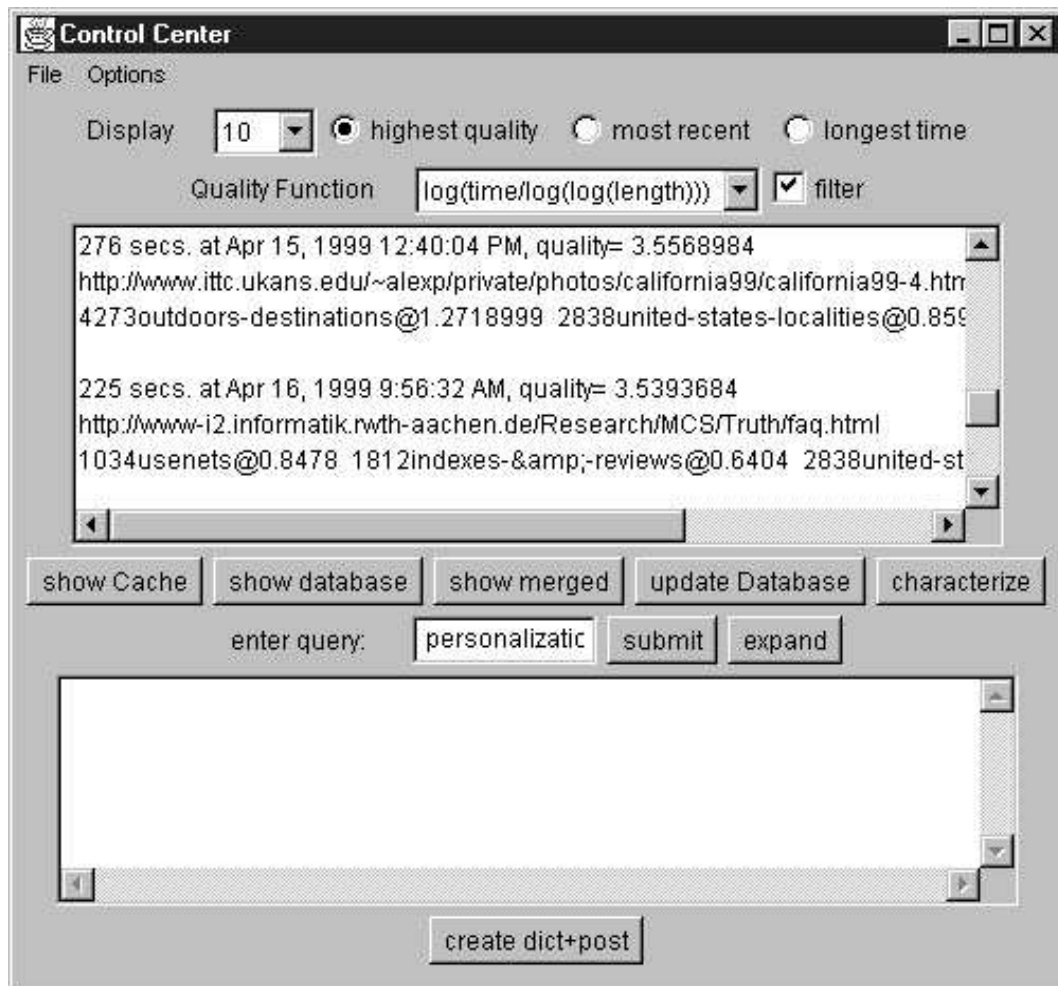 Control Center
File Options
Display 10 highest quality most recent longest time
Quality Function log(time/log(log(length))) filter
276 secs. at Apr 15, 1999 12:40:04 PM, quality= 3.5568984
http://www.ittc.ukans.edu/~alexp/private/photos/california99/california99-4.htm
4273outdoors-destinations@1.2718999 2838united-states-localities@0.859
225 secs. at Apr 16, 1999 9:56:32 AM, quality= 3.5393684
http://www-i2.informatik.rwth-aachen.de/Research/MCS/Truth/faq.html
1034usenets@0.8478 1812indexes-&amp;-reviews@0.6404 2838united-st
show Cache show database show merged update Database characterize
enter query: personalizatic submit expand
create dict+post